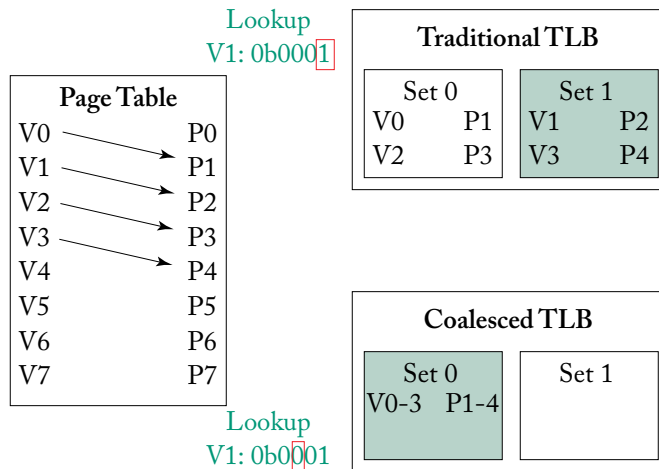 Lookup
V1: 0b0001
Page Table
V0 P0
V1 P1
V2 P2
V3 P3
V4 P4
V5 P5
V6 P6
V7 P7
Traditional TLB
Set 0
V0 P1
V2 P3
Set 1
V1 P2
V3 P4
Lookup
V1: 0b0001
Coalesced TLB
Set 0
V0-3 P1-4
Set 1